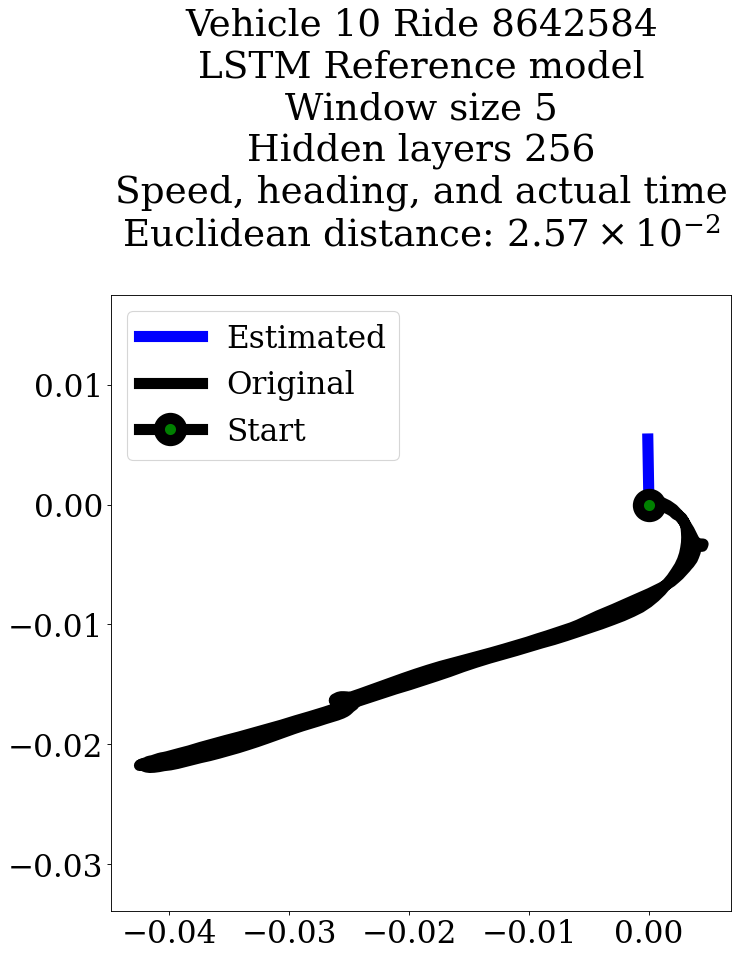 Vehicle 10 Ride 8642584
LSTM Reference model
Window size 5
Hidden layers 256
Speed, heading, and actual time
Euclidean distance: 2.57 × 10⁻²
Estimated
Original
Start
0.01
0.00
−0.01
−0.02
−0.03
−0.04 −0.03 −0.02 −0.01 0.00